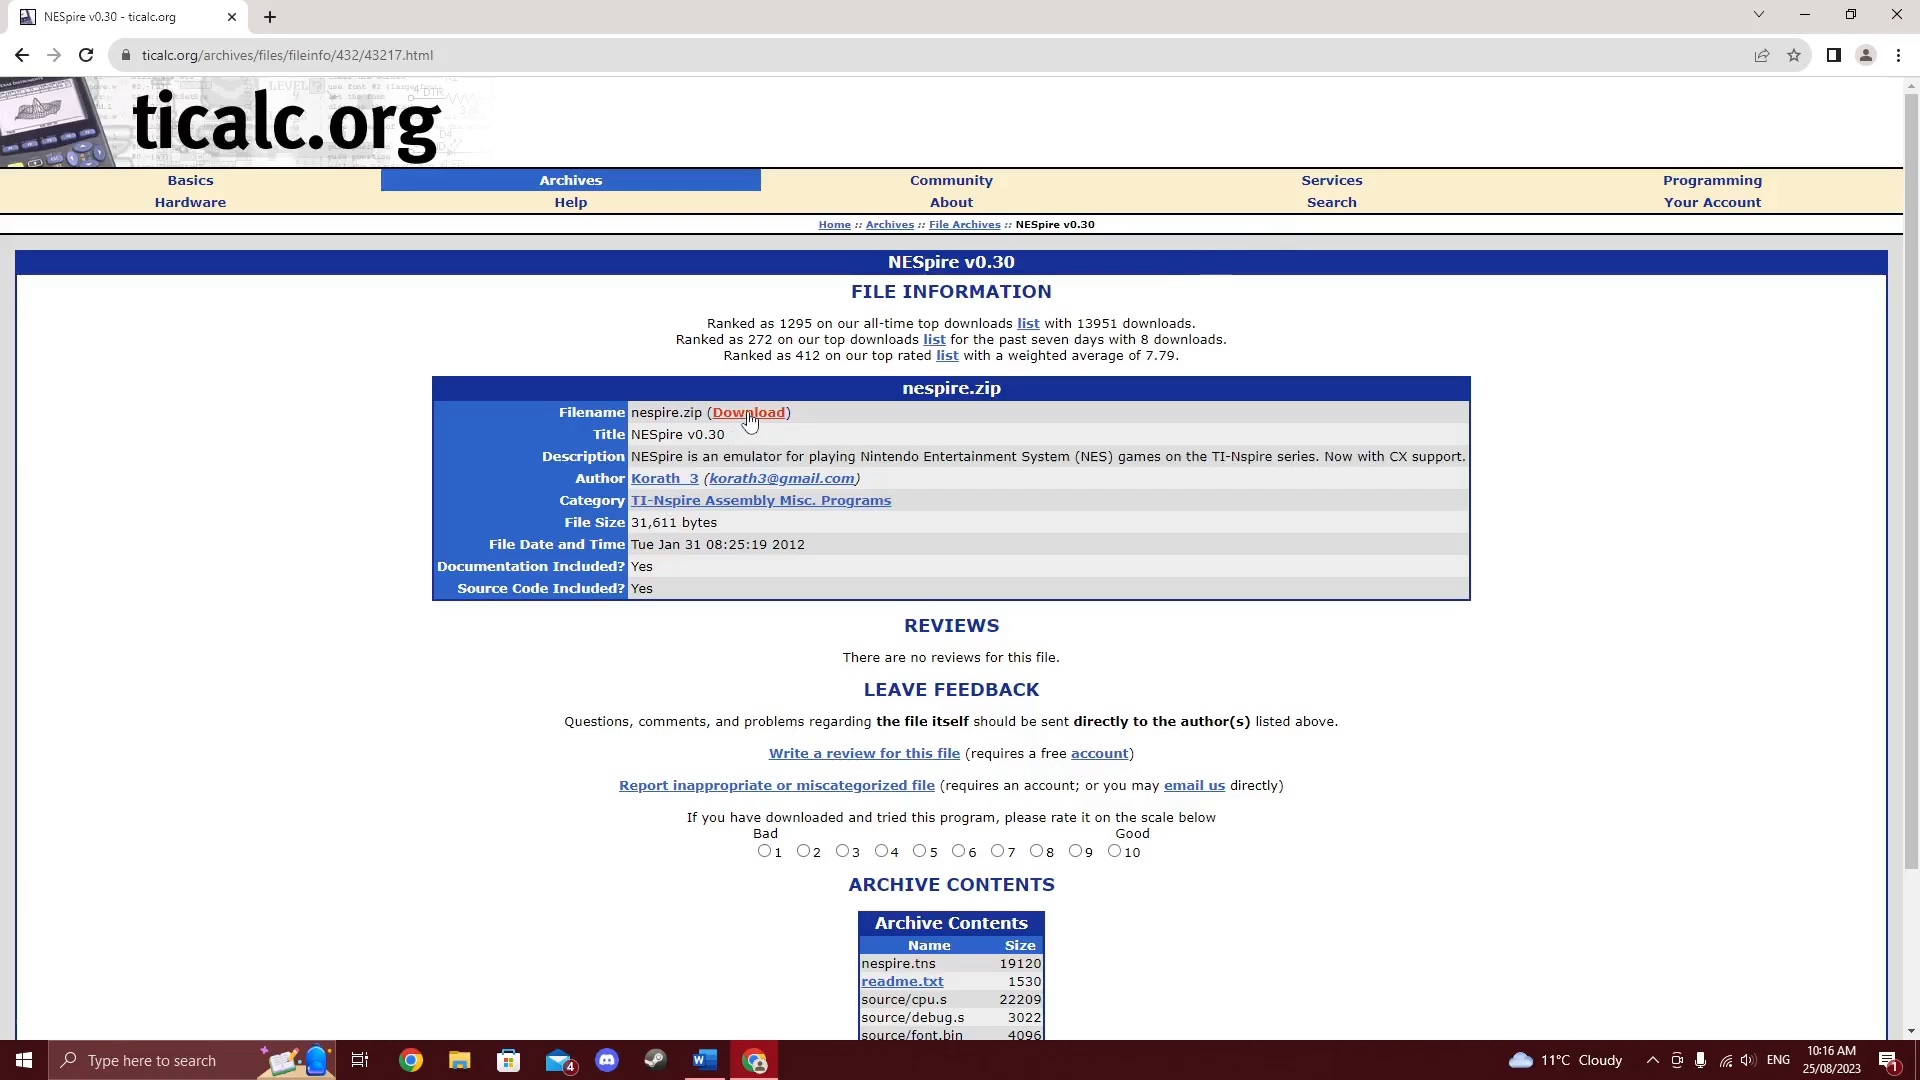 NESpire v0.30 - ticalc.org
ticalc.org/archives/files/fileinfo/432/43217.html
ticalc.org
Basics Archives Community Services Programming
Hardware Help About Search Your Account
Home :: Archives :: File Archives :: NESpire v0.30
NESpire v0.30
FILE INFORMATION
Ranked as 1295 on our all-time top downloads list with 13951 downloads.
Ranked as 272 on our top downloads list for the past seven days with 8 downloads.
Ranked as 412 on our top rated list with a weighted average of 7.79.
nespire.zip
Filename nespire.zip (Download)
Title NESpire v0.30
Description NESpire is an emulator for playing Nintendo Entertainment System (NES) games on the TI-Nspire series. Now with CX support.
Author Korath_3 (korath3@gmail.com)
Category TI-Nspire Assembly Misc. Programs
File Size 31,611 bytes
File Date and Time Tue Jan 31 08:25:19 2012
Documentation Included? Yes
Source Code Included? Yes
REVIEWS
There are no reviews for this file.
LEAVE FEEDBACK
Questions, comments, and problems regarding the file itself should be sent directly to the author(s) listed above.
Write a review for this file (requires a free account)
Report inappropriate or miscategorized file (requires an account; or you may email us directly)
If you have downloaded and tried this program, please rate it on the scale below
Bad Good
1 2 3 4 5 6 7 8 9 10
ARCHIVE CONTENTS
Archive Contents
Name Size
nespire.tns 19120
readme.txt 1530
source/cpu.s 22209
source/debug.s 3022
source/font.bin 4096
Type here to search
4
11°C Cloudy
ENG
10:16 AM
25/08/2023
1